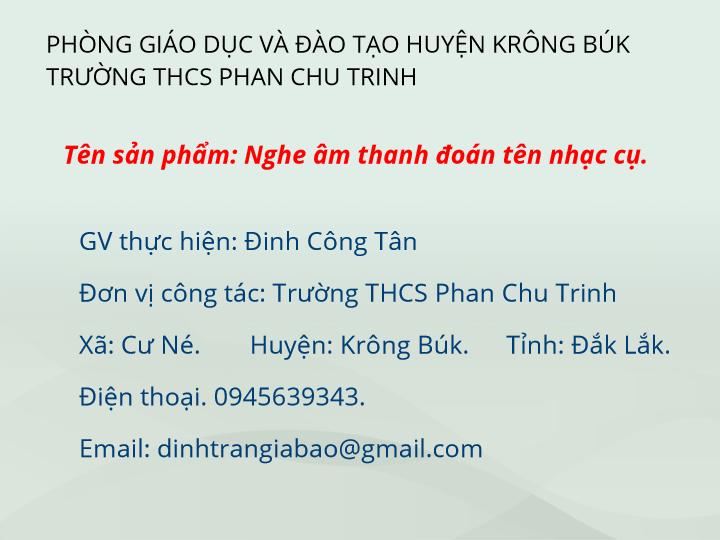 PHÒNG GIÁO DỤC VÀ ĐÀO TẠO HUYỆN KRÔNG BÚK
TRƯỜNG THCS PHAN CHU TRINH
Tên sản phẩm: Nghe âm thanh đoán tên nhạc cụ.
GV thực hiện: Đinh Công Tân
Đơn vị công tác: Trường THCS Phan Chu Trinh
Xã: Cư Né. Huyện: Krông Búk. Tỉnh: Đắk Lắk.
Điện thoại. 0945639343.
Email: dinhtrangiabao@gmail.com